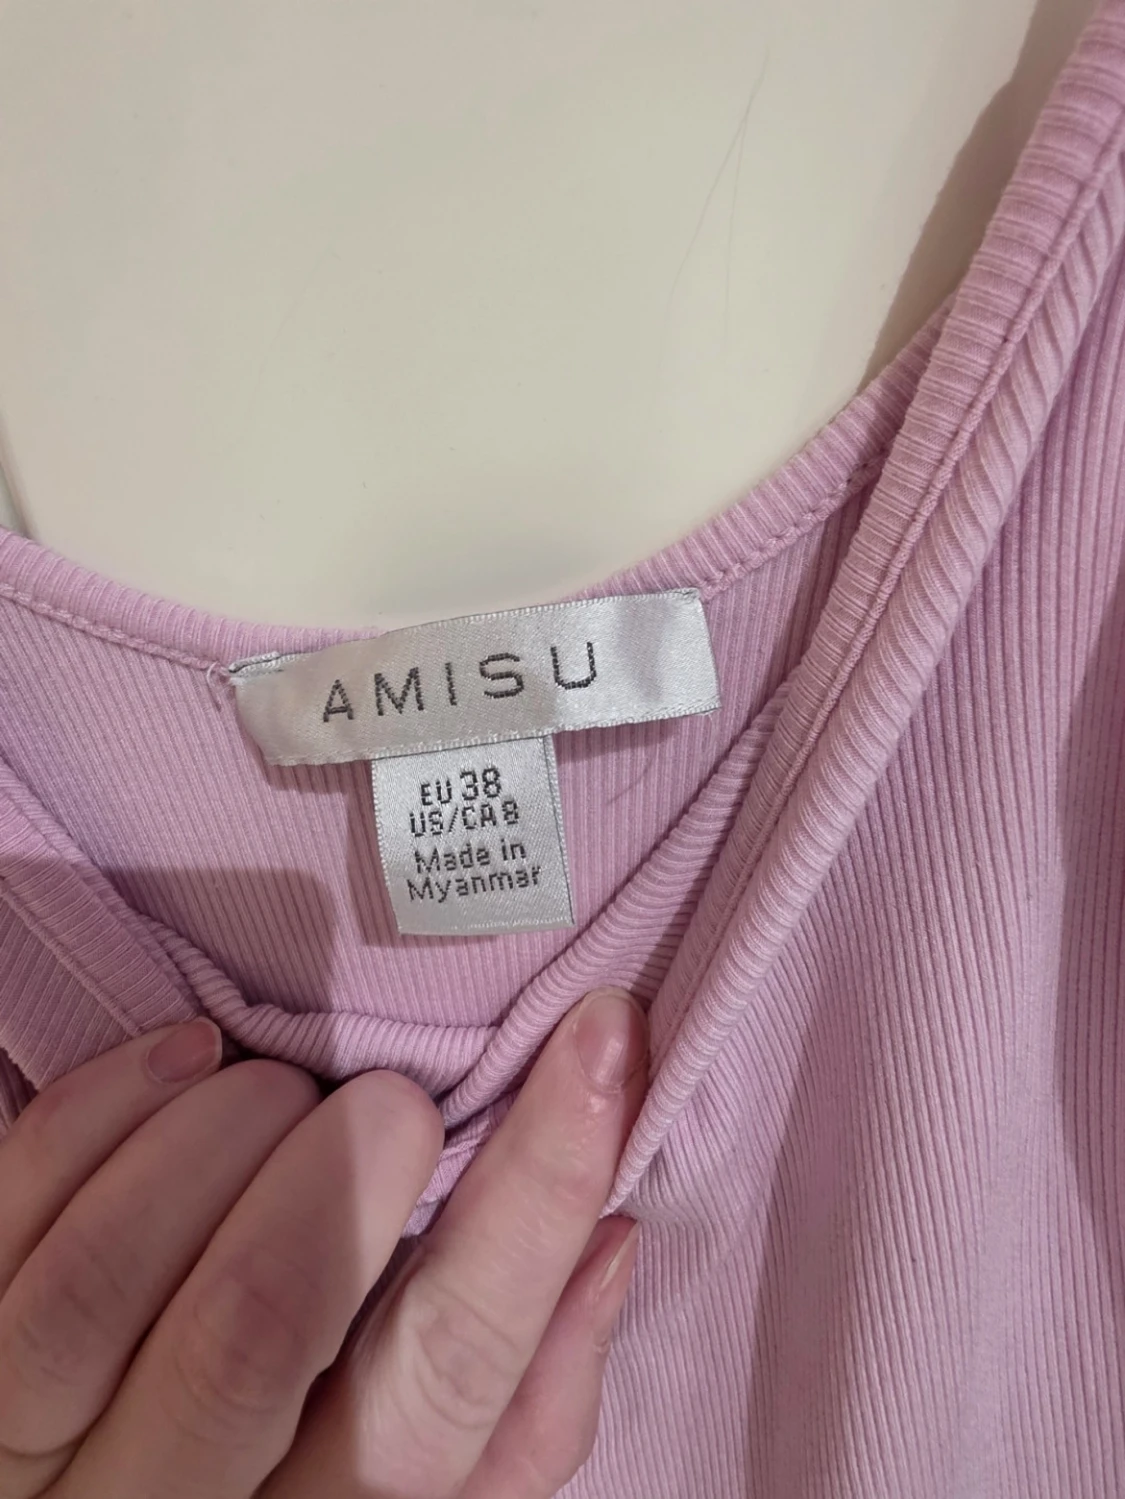 AMISU
EU 38
US/CA 8
Made in
Myanmar